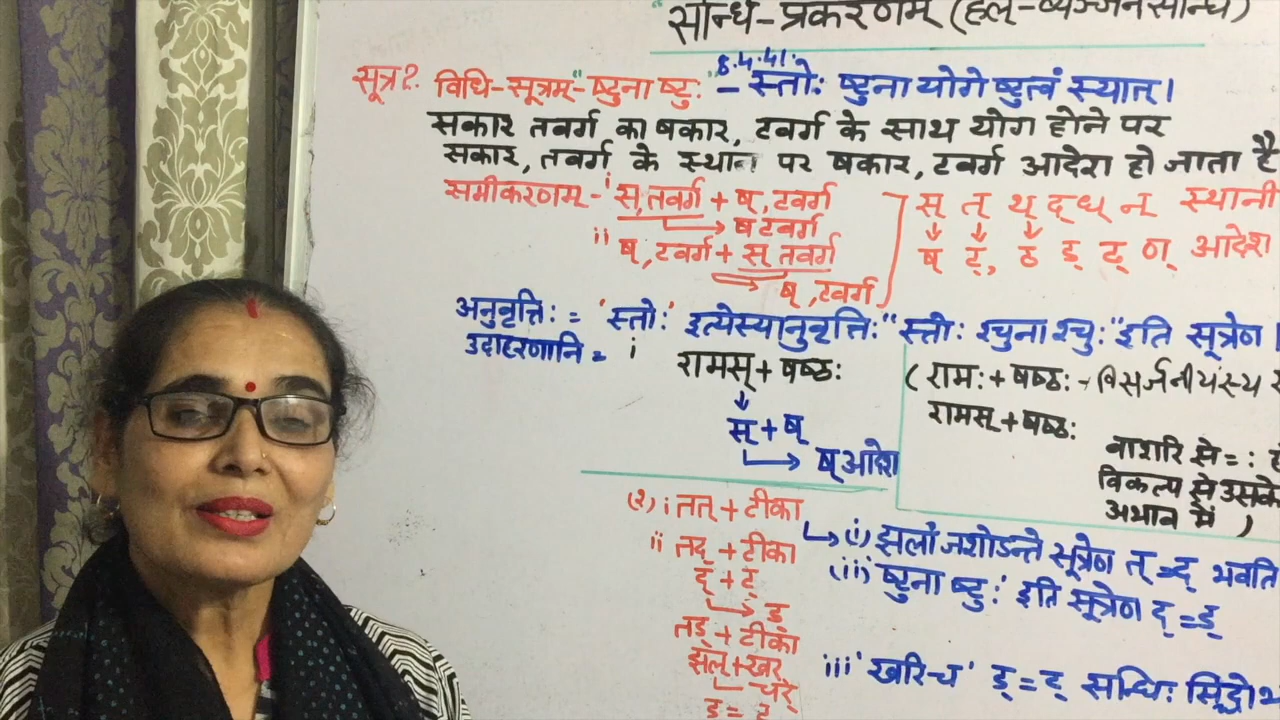 सन्धि-प्रकरणम् (हल्-व्यञ्जनसन्धि)
8.4.41.
सूत्र१. विधि-सूत्रम्-"ष्टुना ष्टुः" - स्तोः ष्टुना योगे ष्टुत्वं स्यात्।
सकार तवर्ग का षकार, टवर्ग के साथ योग होने पर
सकार, तवर्ग के स्थान पर षकार, टवर्ग आदेश हो जाता है
समीकरणम् - i स्, तवर्ग + ष्, टवर्ग
ष टवर्ग
ii ष्, टवर्ग + स् तवर्ग
ष्, टवर्ग
स् त् थ् द् ध् न् स्थानी
ष् ट्, ठ ड् ढ् ण् आदेश
अनुवृत्तिः = 'स्तोः' इत्येस्यानुवृत्तिः "स्तोः श्चुना श्चुः" इति सूत्रेण।
उदाहरणानि = i रामस् + षष्ठः
स् + ष्
ष् आदेश
(रामः + षष्ठः - विसर्जनीयस्य
रामस् + षष्ठः
वाशरि से = :
विकल्प से उसके
अभाव में )
(२) i तत् + टीका
ii तद् + टीका
द् + ट्
ड्
तड् + टीका
झल् + खर्
चर्
ड = ट
(i) झलां जशोऽन्ते सूत्रेण त् = द् भवति
(ii) ष्टुना ष्टुः' इति सूत्रेण द् = ड्
iii 'खरि च' ड् = ट् सन्धिः